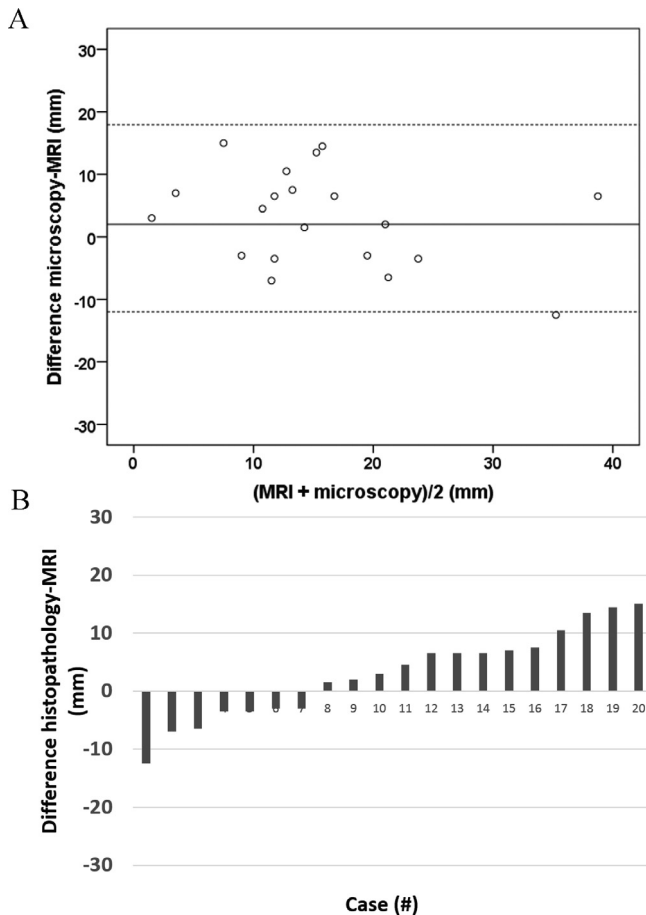 A
30
20
10
0
-10
-20
-30
Difference microscopy-MRI (mm)
0 10 20 30 40
(MRI + microscopy)/2 (mm)
B
30
20
10
0
-10
-20
-30
Difference histopathology-MRI
(mm)
7 8 9 10 11 12 13 14 15 16 17 18 19 20
Case (#)